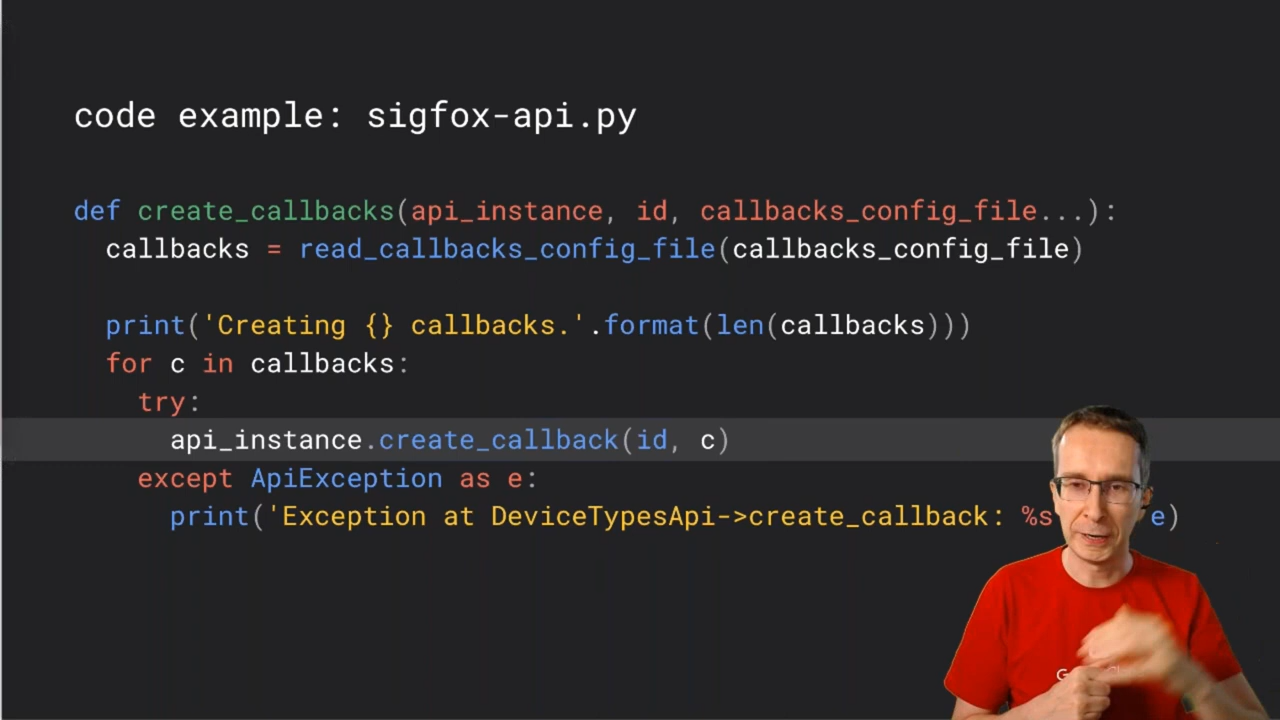 code example: sigfox-api.py
def create_callbacks(api_instance, id, callbacks_config_file...):
callbacks = read_callbacks_config_file(callbacks_config_file)
print('Creating {} callbacks.'.format(len(callbacks)))
for c in callbacks:
try:
api_instance.create_callback(id, c)
except ApiException as e:
print('Exception at DeviceTypesApi->create_callback: %s e)